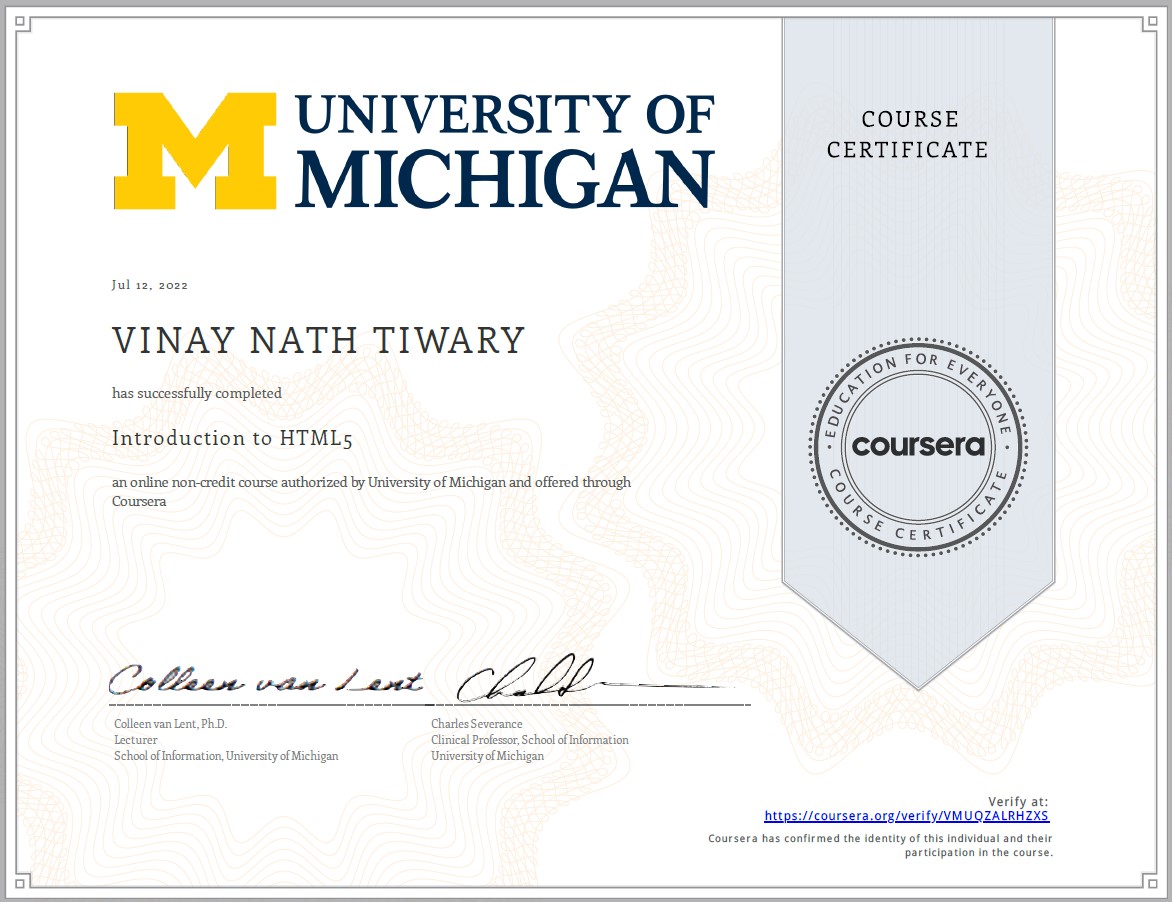 UNIVERSITY OF
MICHIGAN
COURSE
CERTIFICATE
Jul 12, 2022
VINAY NATH TIWARY
has successfully completed
Introduction to HTML5
an online non-credit course authorized by University of Michigan and offered through
Coursera
EDUCATION FOR EVERYONE
coursera
COURSE CERTIFICATE
Colleen van Lent
Colleen van Lent, Ph.D.
Lecturer
School of Information, University of Michigan
Charles Severance
Clinical Professor, School of Information
University of Michigan
Verify at:
https://coursera.org/verify/VMUQZALRHZXS
Coursera has confirmed the identity of this individual and their
participation in the course.